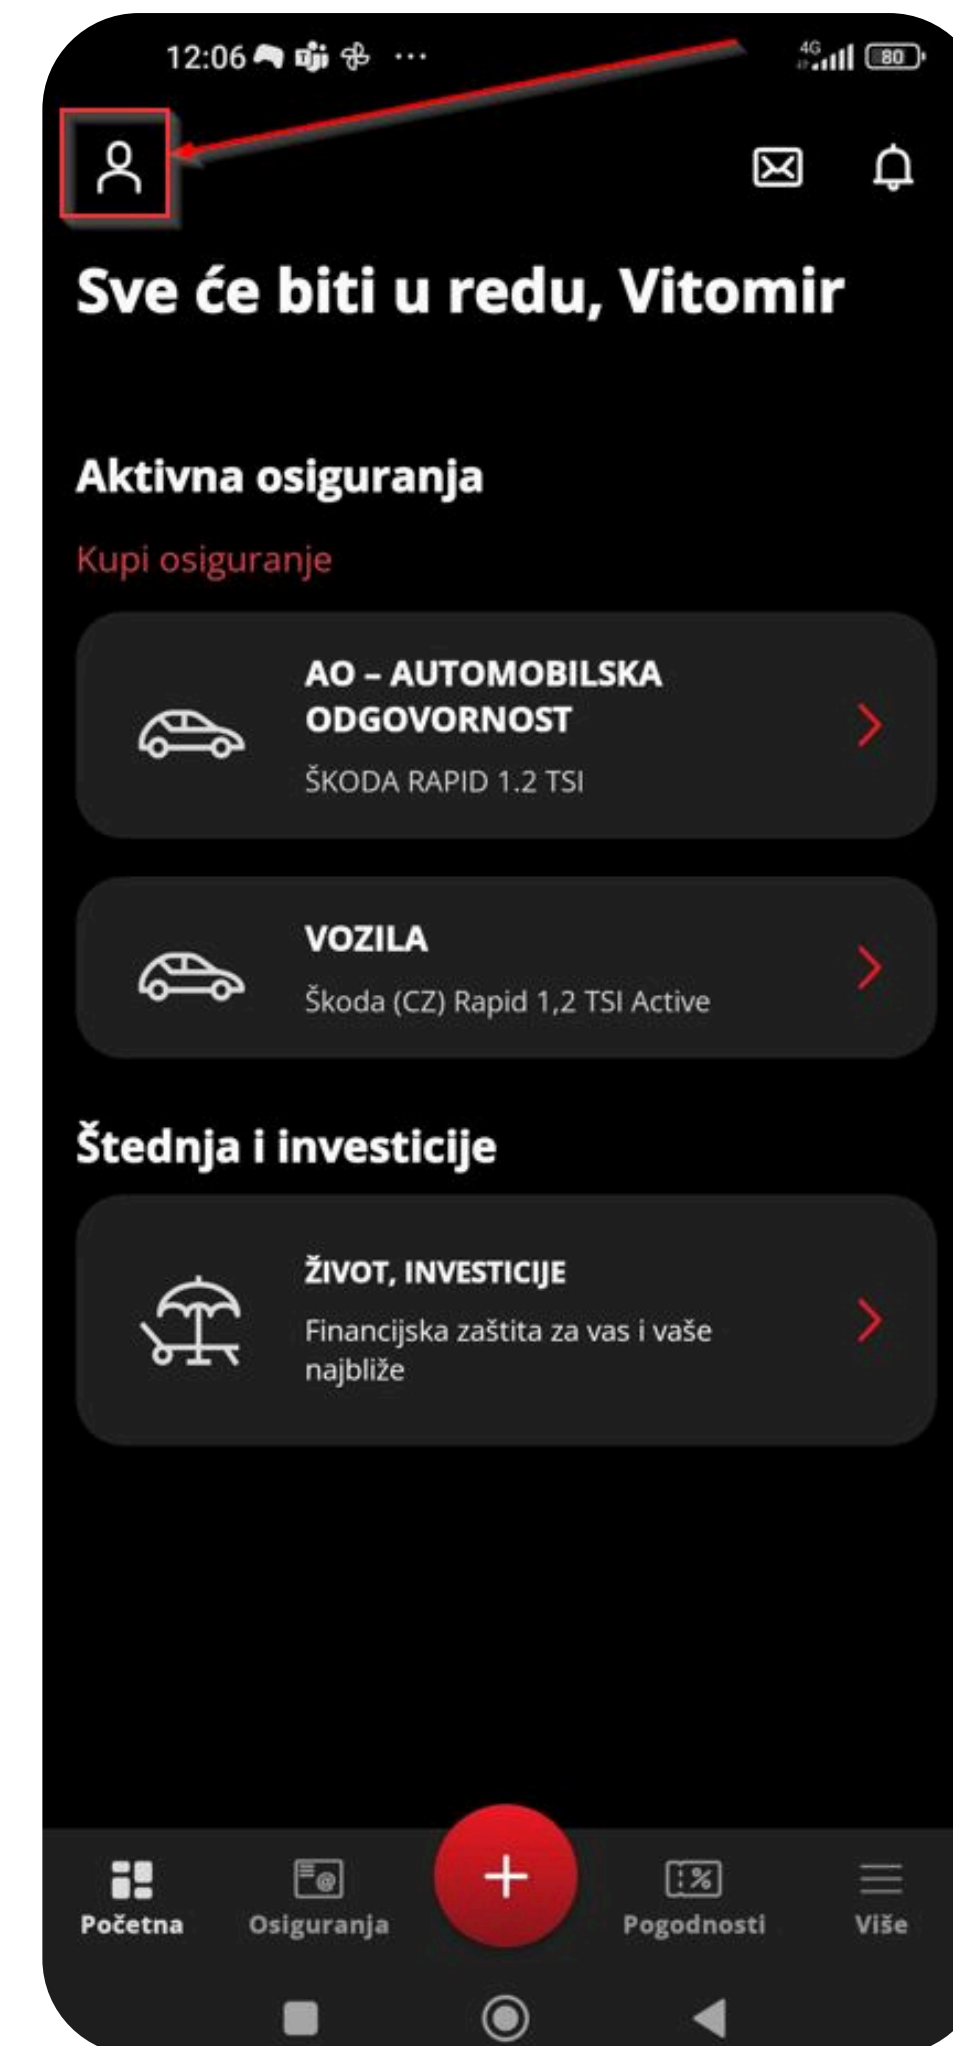 12:06
4G
80
Sve će biti u redu, Vitomir
Aktivna osiguranja
Kupi osiguranje
AO – AUTOMOBILSKA
ODGOVORNOST
ŠKODA RAPID 1.2 TSI
VOZILA
Škoda (CZ) Rapid 1,2 TSI Active
Štednja i investicije
ŽIVOT, INVESTICIJE
Financijska zaštita za vas i vaše
najbliže
Početna
Osiguranja
Pogodnosti
Više